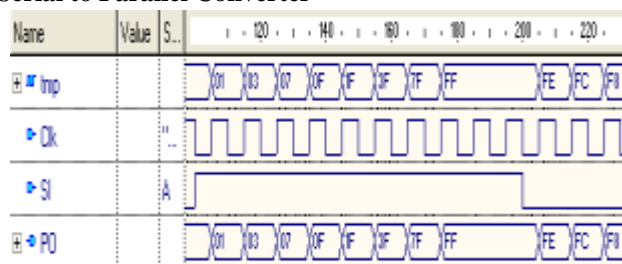 Serial to Parallel Converter
Name Value S... 120 140 160 180 200 220
tmp 01 03 07 0F 1F 3F 7F FF FE FC F8
Clk "...
SI A
PO 01 03 07 0F 1F 3F 7F FF FE FC F8